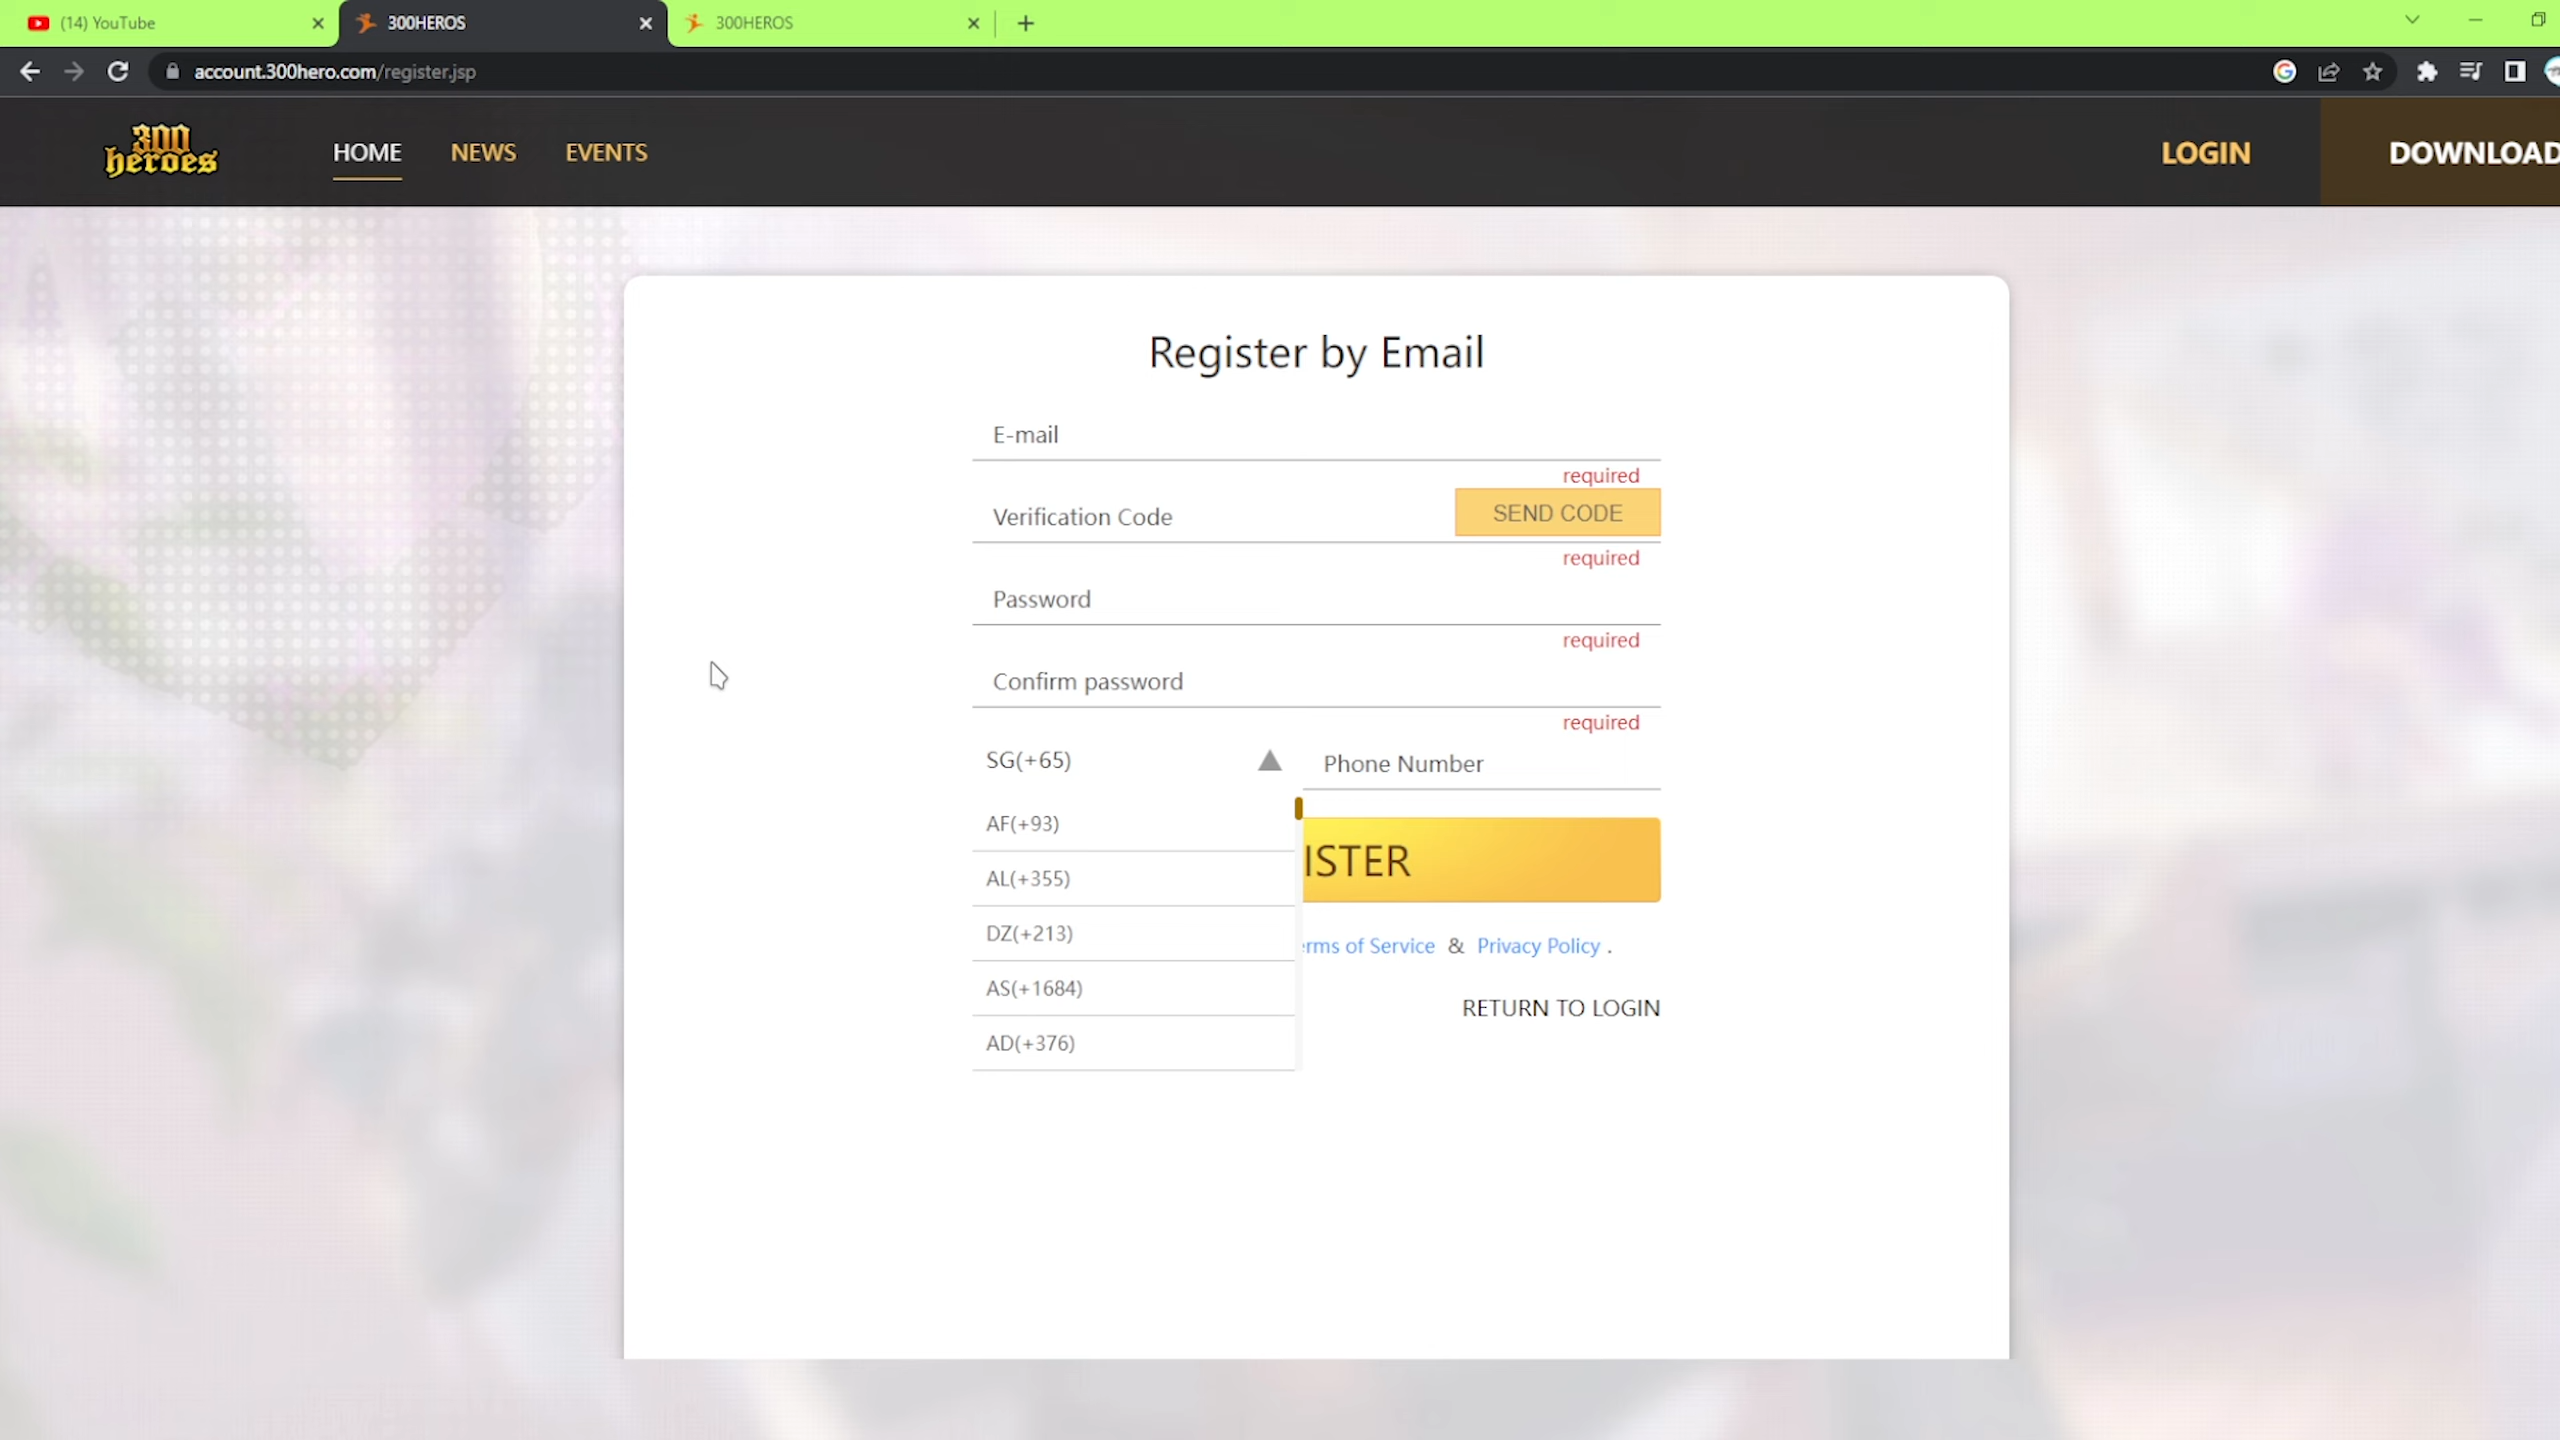 (14) YouTube
300HEROS
300HEROS
account.300hero.com/register.jsp
300
heroes
HOME
NEWS
EVENTS
LOGIN
DOWNLOAD
Register by Email
E-mail
required
Verification Code
SEND CODE
required
Password
required
Confirm password
required
SG(+65)
Phone Number
AF(+93)
ISTER
AL(+355)
DZ(+213)
erms of Service & Privacy Policy .
AS(+1684)
RETURN TO LOGIN
AD(+376)